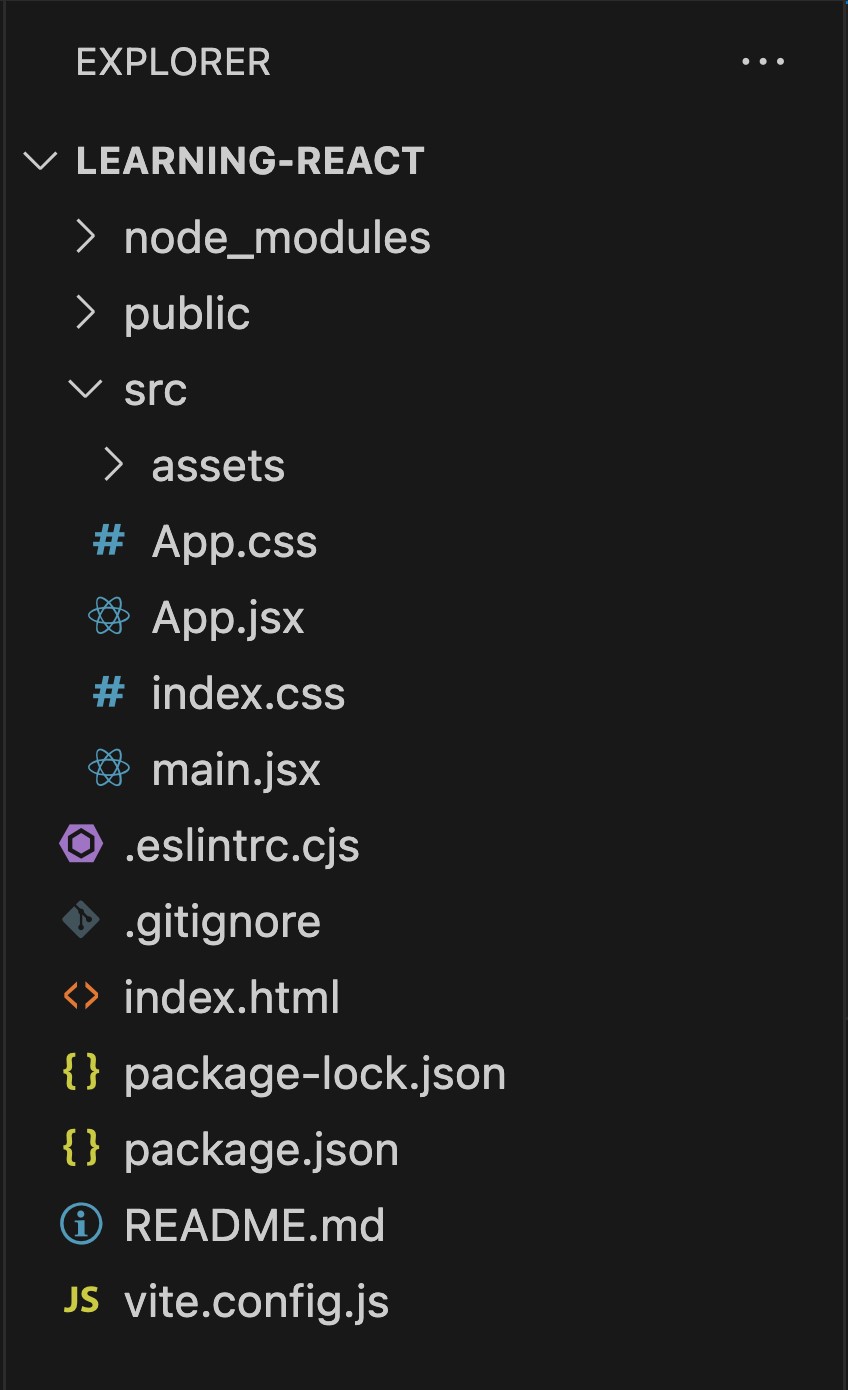 EXPLORER
LEARNING-REACT
node_modules
public
src
assets
# App.css
App.jsx
# index.css
main.jsx
.eslintrc.cjs
.gitignore
<> index.html
{ } package-lock.json
{ } package.json
README.md
JS vite.config.js